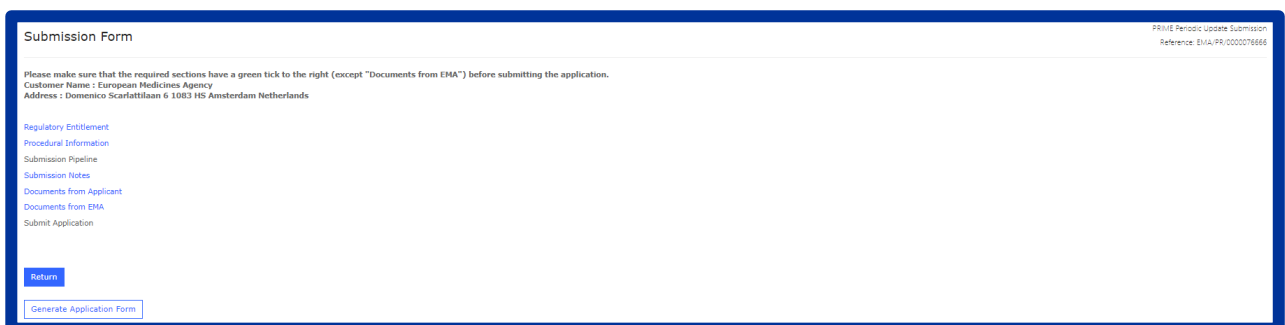 Submission Form
PRIME Periodic Update Submission
Reference: EMA/PR/0000076666
Please make sure that the required sections have a green tick to the right (except "Documents from EMA") before submitting the application.
Customer Name : European Medicines Agency
Address : Domenico Scarlattilaan 6 1083 HS Amsterdam Netherlands
Regulatory Entitlement
Procedural Information
Submission Pipeline
Submission Notes
Documents from Applicant
Documents from EMA
Submit Application
Return
Generate Application Form